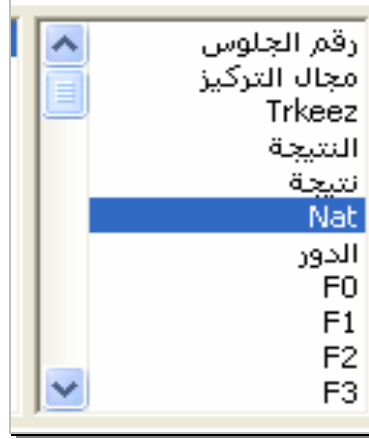 رقم الجلوس
مجال التركيز
Trkeez
النتيجة
نتيجة
Nat
الدور
F0
F1
F2
F3